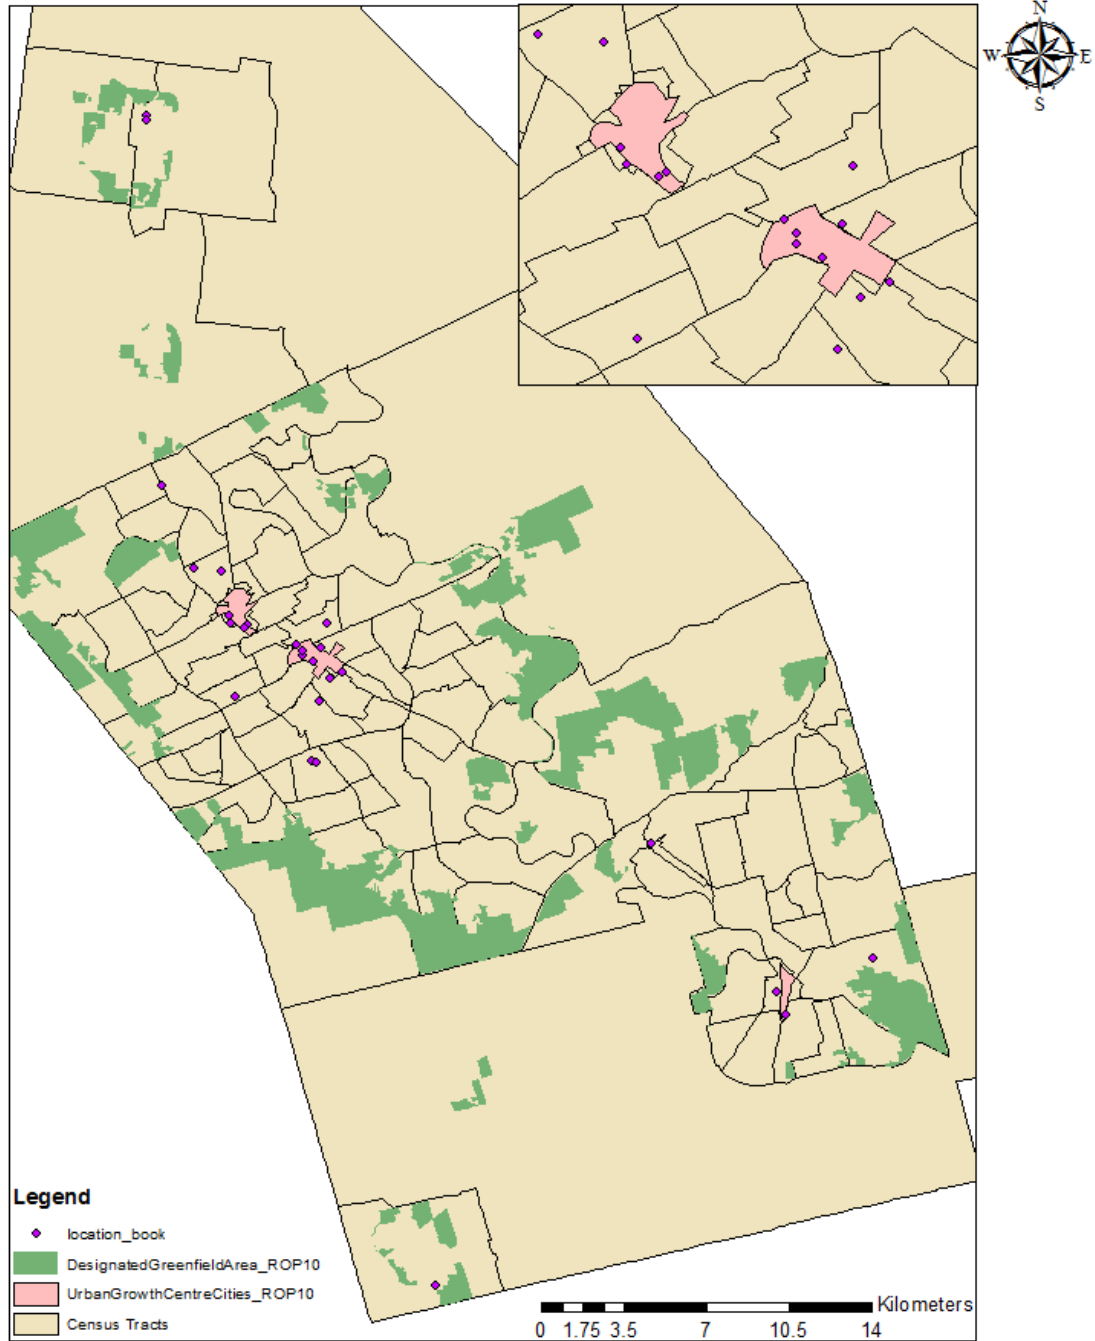 N
W E
S
Legend
location_book
DesignatedGreenfieldArea_ROP10
UrbanGrowthCentreCities_ROP10
Census Tracts
Kilometers
0 1.75 3.5 7 10.5 14